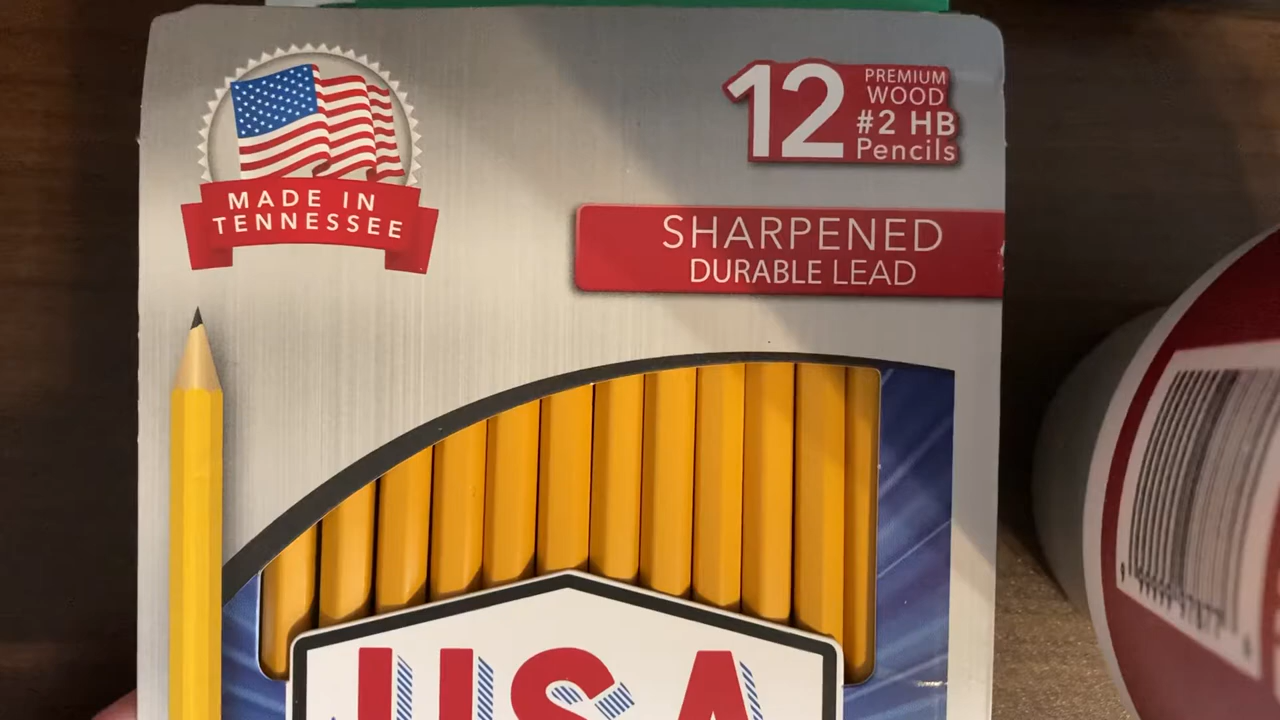 MADE IN
TENNESSEE
12
PREMIUM
WOOD
#2 HB
Pencils
SHARPENED
DURABLE LEAD
USA